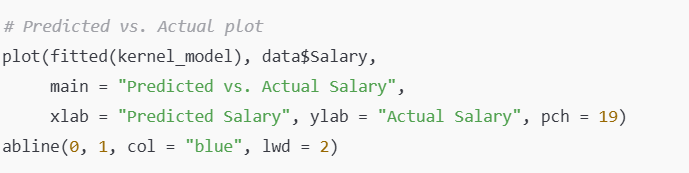 # Predicted vs. Actual plot
plot(fitted(kernel_model), data$Salary,
     main = "Predicted vs. Actual Salary",
     xlab = "Predicted Salary", ylab = "Actual Salary", pch = 19)
abline(0, 1, col = "blue", lwd = 2)